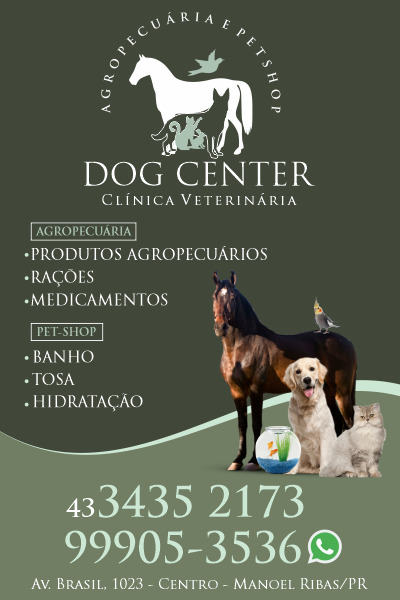 AGROPECUÁRIA E PETSHOP
DOG CENTER
CLÍNICA VETERINÁRIA
AGROPECUÁRIA
•PRODUTOS AGROPECUÁRIOS
•RAÇÕES
•MEDICAMENTOS
PET-SHOP
• BANHO
• TOSA
• HIDRATAÇÃO
43 3435 2173
99905-3536
AV. BRASIL, 1023 - CENTRO - MANOEL RIBAS/PR